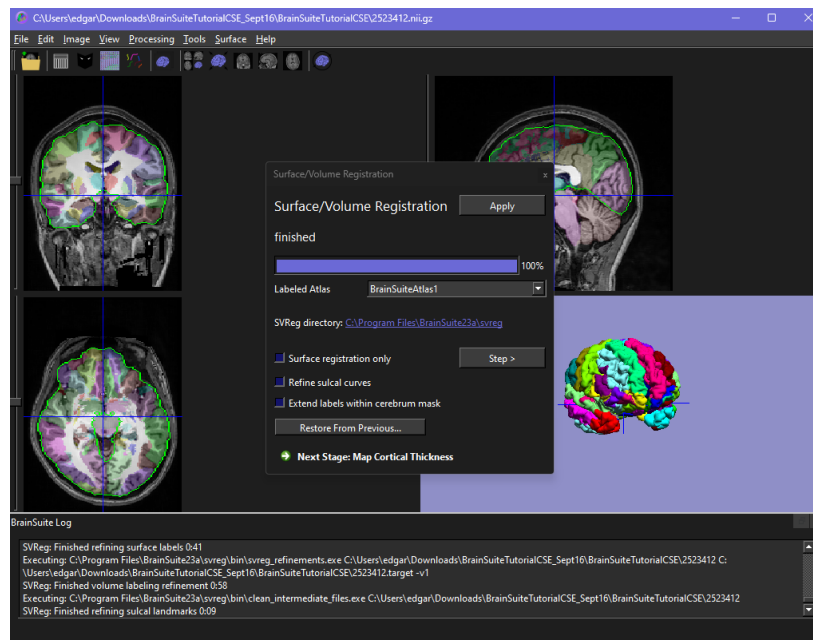 C:\Users\edgar\Downloads\BrainSuiteTutorialCSE_Sept16\BrainSuiteTutorialCSE\2523412.nii.gz
File Edit Image View Processing Tools Surface Help
Surface/Volume Registration x
Surface/Volume Registration Apply
finished
100%
Labeled Atlas BrainSuiteAtlas1
SVReg directory: C:\Program Files\BrainSuite23a\svreg
Surface registration only Step >
Refine sulcal curves
Extend labels within cerebrum mask
Restore From Previous...
Next Stage: Map Cortical Thickness
BrainSuite Log
SVReg: Finished refining surface labels 0:41
Executing: C:\Program Files\BrainSuite23a\svreg\bin\svreg_refinements.exe C:\Users\edgar\Downloads\BrainSuiteTutorialCSE_Sept16\BrainSuiteTutorialCSE\2523412 C:
\Users\edgar\Downloads\BrainSuiteTutorialCSE_Sept16\BrainSuiteTutorialCSE\2523412.target -v1
SVReg: Finished volume labeling refinement 0:58
Executing: C:\Program Files\BrainSuite23a\svreg\bin\clean_intermediate_files.exe C:\Users\edgar\Downloads\BrainSuiteTutorialCSE_Sept16\BrainSuiteTutorialCSE\2523412
SVReg: Finished refining sulcal landmarks 0:09